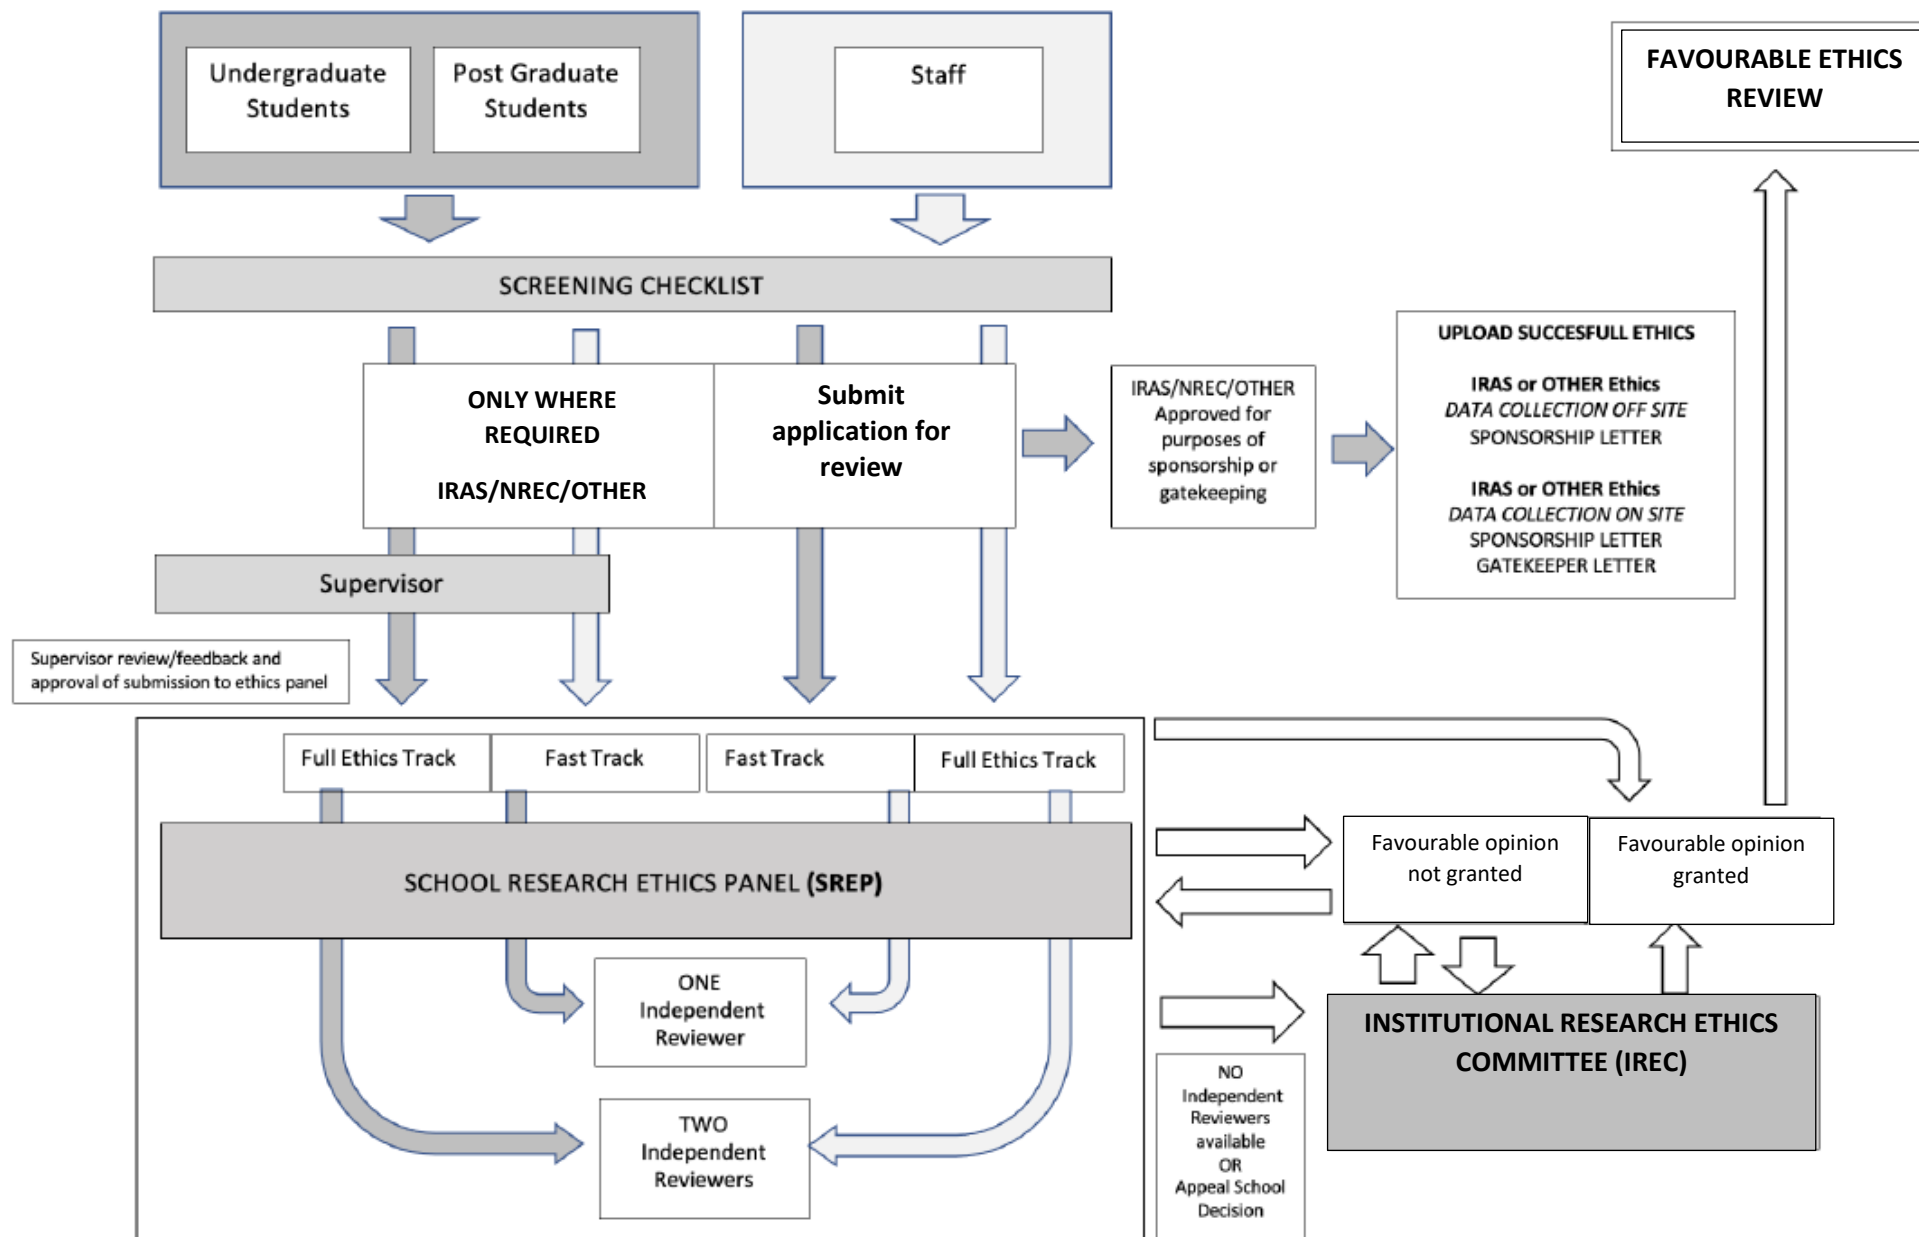 Undergraduate
Students
Post Graduate
Students
Staff
FAVOURABLE ETHICS
REVIEW
SCREENING CHECKLIST
ONLY WHERE
REQUIRED
IRAS/NREC/OTHER
Submit
application for
review
IRAS/NREC/OTHER
Approved for
purposes of
sponsorship or
gatekeeping
UPLOAD SUCCESFULL ETHICS
IRAS or OTHER Ethics
DATA COLLECTION OFF SITE
SPONSORSHIP LETTER
IRAS or OTHER Ethics
DATA COLLECTION ON SITE
SPONSORSHIP LETTER
GATEKEEPER LETTER
Supervisor
Supervisor review/feedback and
approval of submission to ethics panel
Full Ethics Track
Fast Track
Fast Track
Full Ethics Track
SCHOOL RESEARCH ETHICS PANEL (SREP)
Favourable opinion
not granted
Favourable opinion
granted
ONE
Independent
Reviewer
TWO
Independent
Reviewers
INSTITUTIONAL RESEARCH ETHICS
COMMITTEE (IREC)
NO
Independent
Reviewers
available
OR
Appeal School
Decision